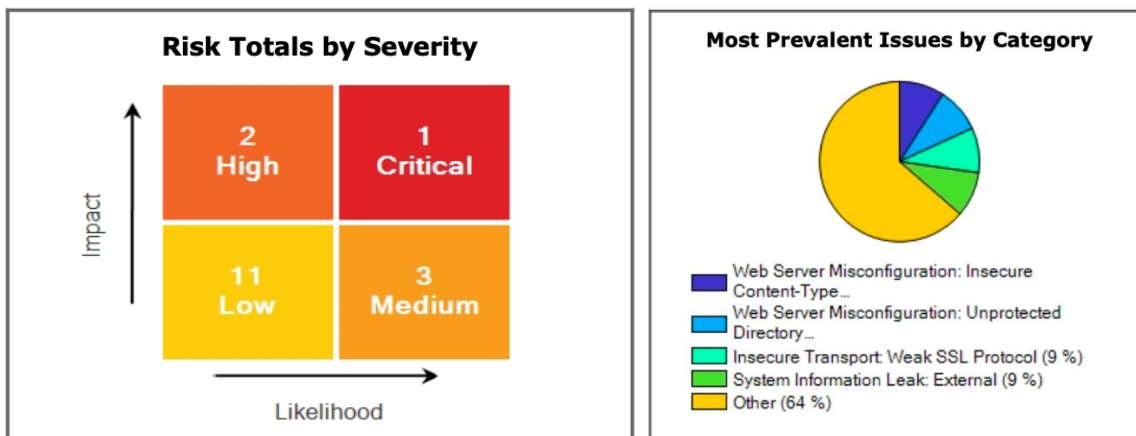 Risk Totals by Severity
2
High
1
Critical
11
Low
3
Medium
Impact
Likelihood
Most Prevalent Issues by Category
Web Server Misconfiguration: Insecure
Content-Type...
Web Server Misconfiguration: Unprotected
Directory...
Insecure Transport: Weak SSL Protocol (9 %)
System Information Leak: External (9 %)
Other (64 %)